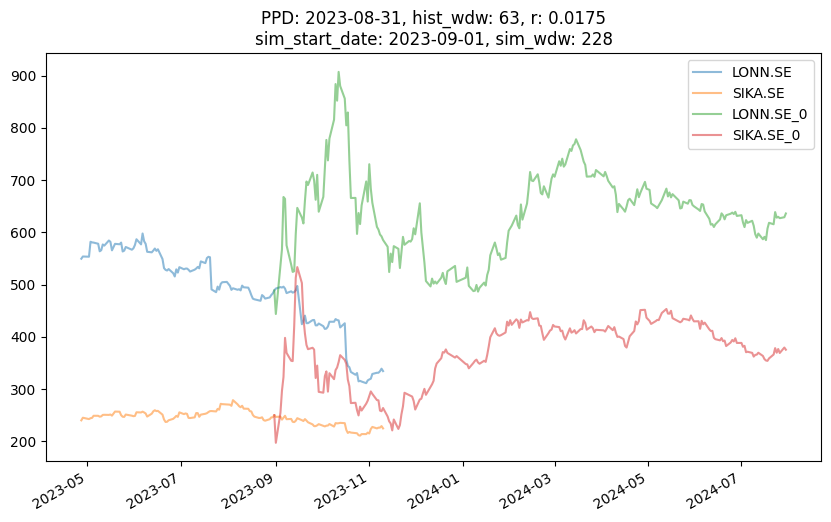 PPD: 2023-08-31, hist_wdw: 63, r: 0.0175
sim_start_date: 2023-09-01, sim_wdw: 228
LONN.SE
SIKA.SE
LONN.SE_0
SIKA.SE_0
900
800
700
600
500
400
300
200
2023-05
2023-07
2023-09
2023-11
2024-01
2024-03
2024-05
2024-07